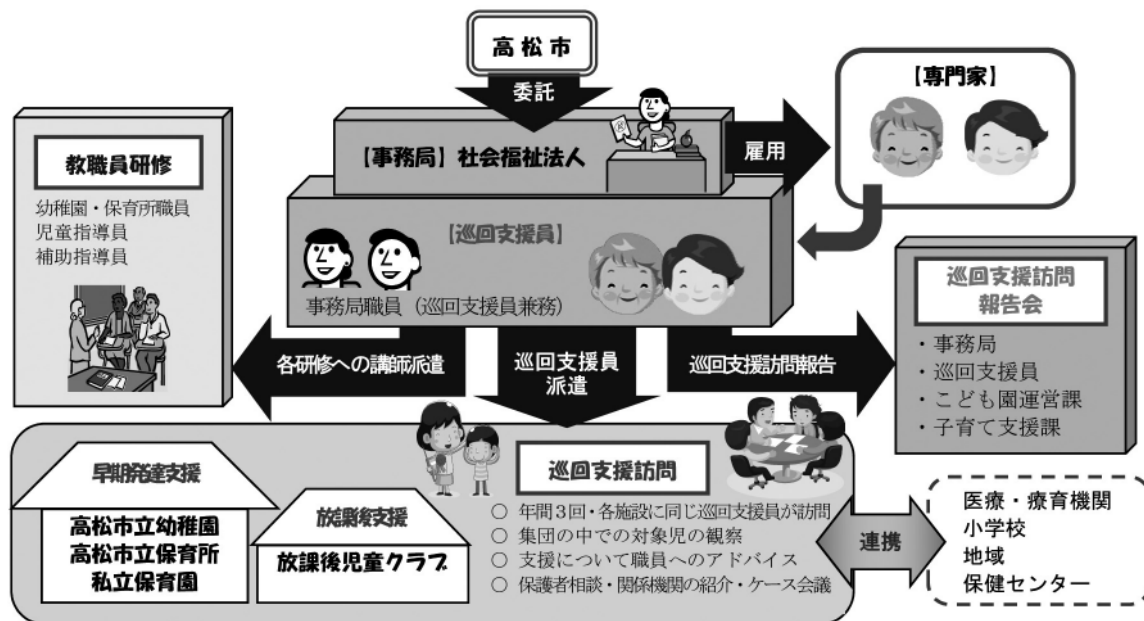 高松市
委託
【事務局】社会福祉法人
雇用
【専門家】
教職員研修
幼稚園・保育所職員
児童指導員
補助指導員
【巡回支援員】
事務局職員（巡回支援員兼務）
巡回支援訪問
報告会
・事務局
・巡回支援員
・こども園運営課
・子育て支援課
各研修への講師派遣
巡回支援員
派遣
巡回支援訪問報告
早期発達支援
高松市立幼稚園
高松市立保育所
私立保育園
放課後支援
放課後児童クラブ
巡回支援訪問
○ 年間３回・各施設に同じ巡回支援員が訪問
○ 集団の中での対象児の観察
○ 支援について職員へのアドバイス
○ 保護者相談・関係機関の紹介・ケース会議
連携
医療・療育機関
小学校
地域
保健センター